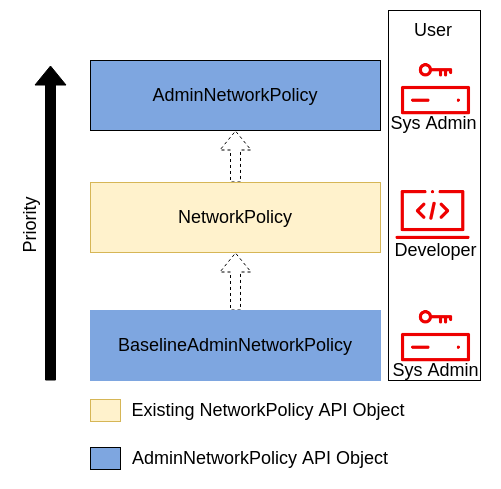 User
AdminNetworkPolicy
Sys Admin
Priority
NetworkPolicy
Developer
BaselineAdminNetworkPolicy
Sys Admin
Existing NetworkPolicy API Object
AdminNetworkPolicy API Object